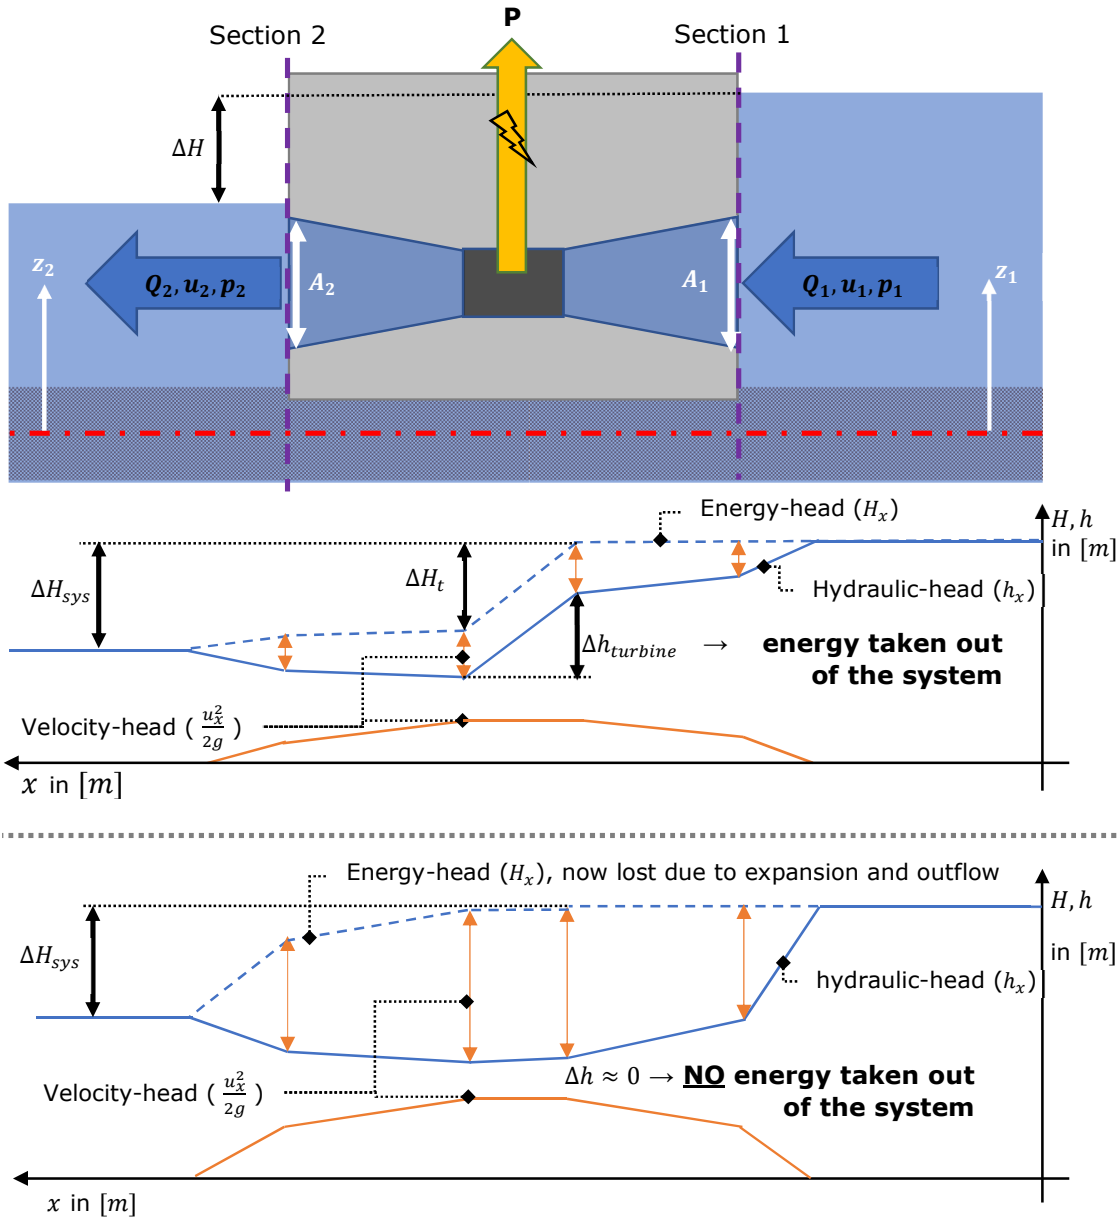 P
Section 2
Section 1
ΔH
z₂
Q₂, u₂, p₂
A₂
A₁
Q₁, u₁, p₁
z₁
Energy-head (Hₓ)
H, h
in [m]
ΔH_sys
ΔH_t
Hydraulic-head (hₓ)
Δh_turbine → energy taken out
of the system
Velocity-head (uₓ²/2g)
x in [m]
Energy-head (Hₓ), now lost due to expansion and outflow
H, h
ΔH_sys
in [m]
hydraulic-head (hₓ)
Δh ≈ 0 → NO energy taken out
of the system
Velocity-head (uₓ²/2g)
x in [m]